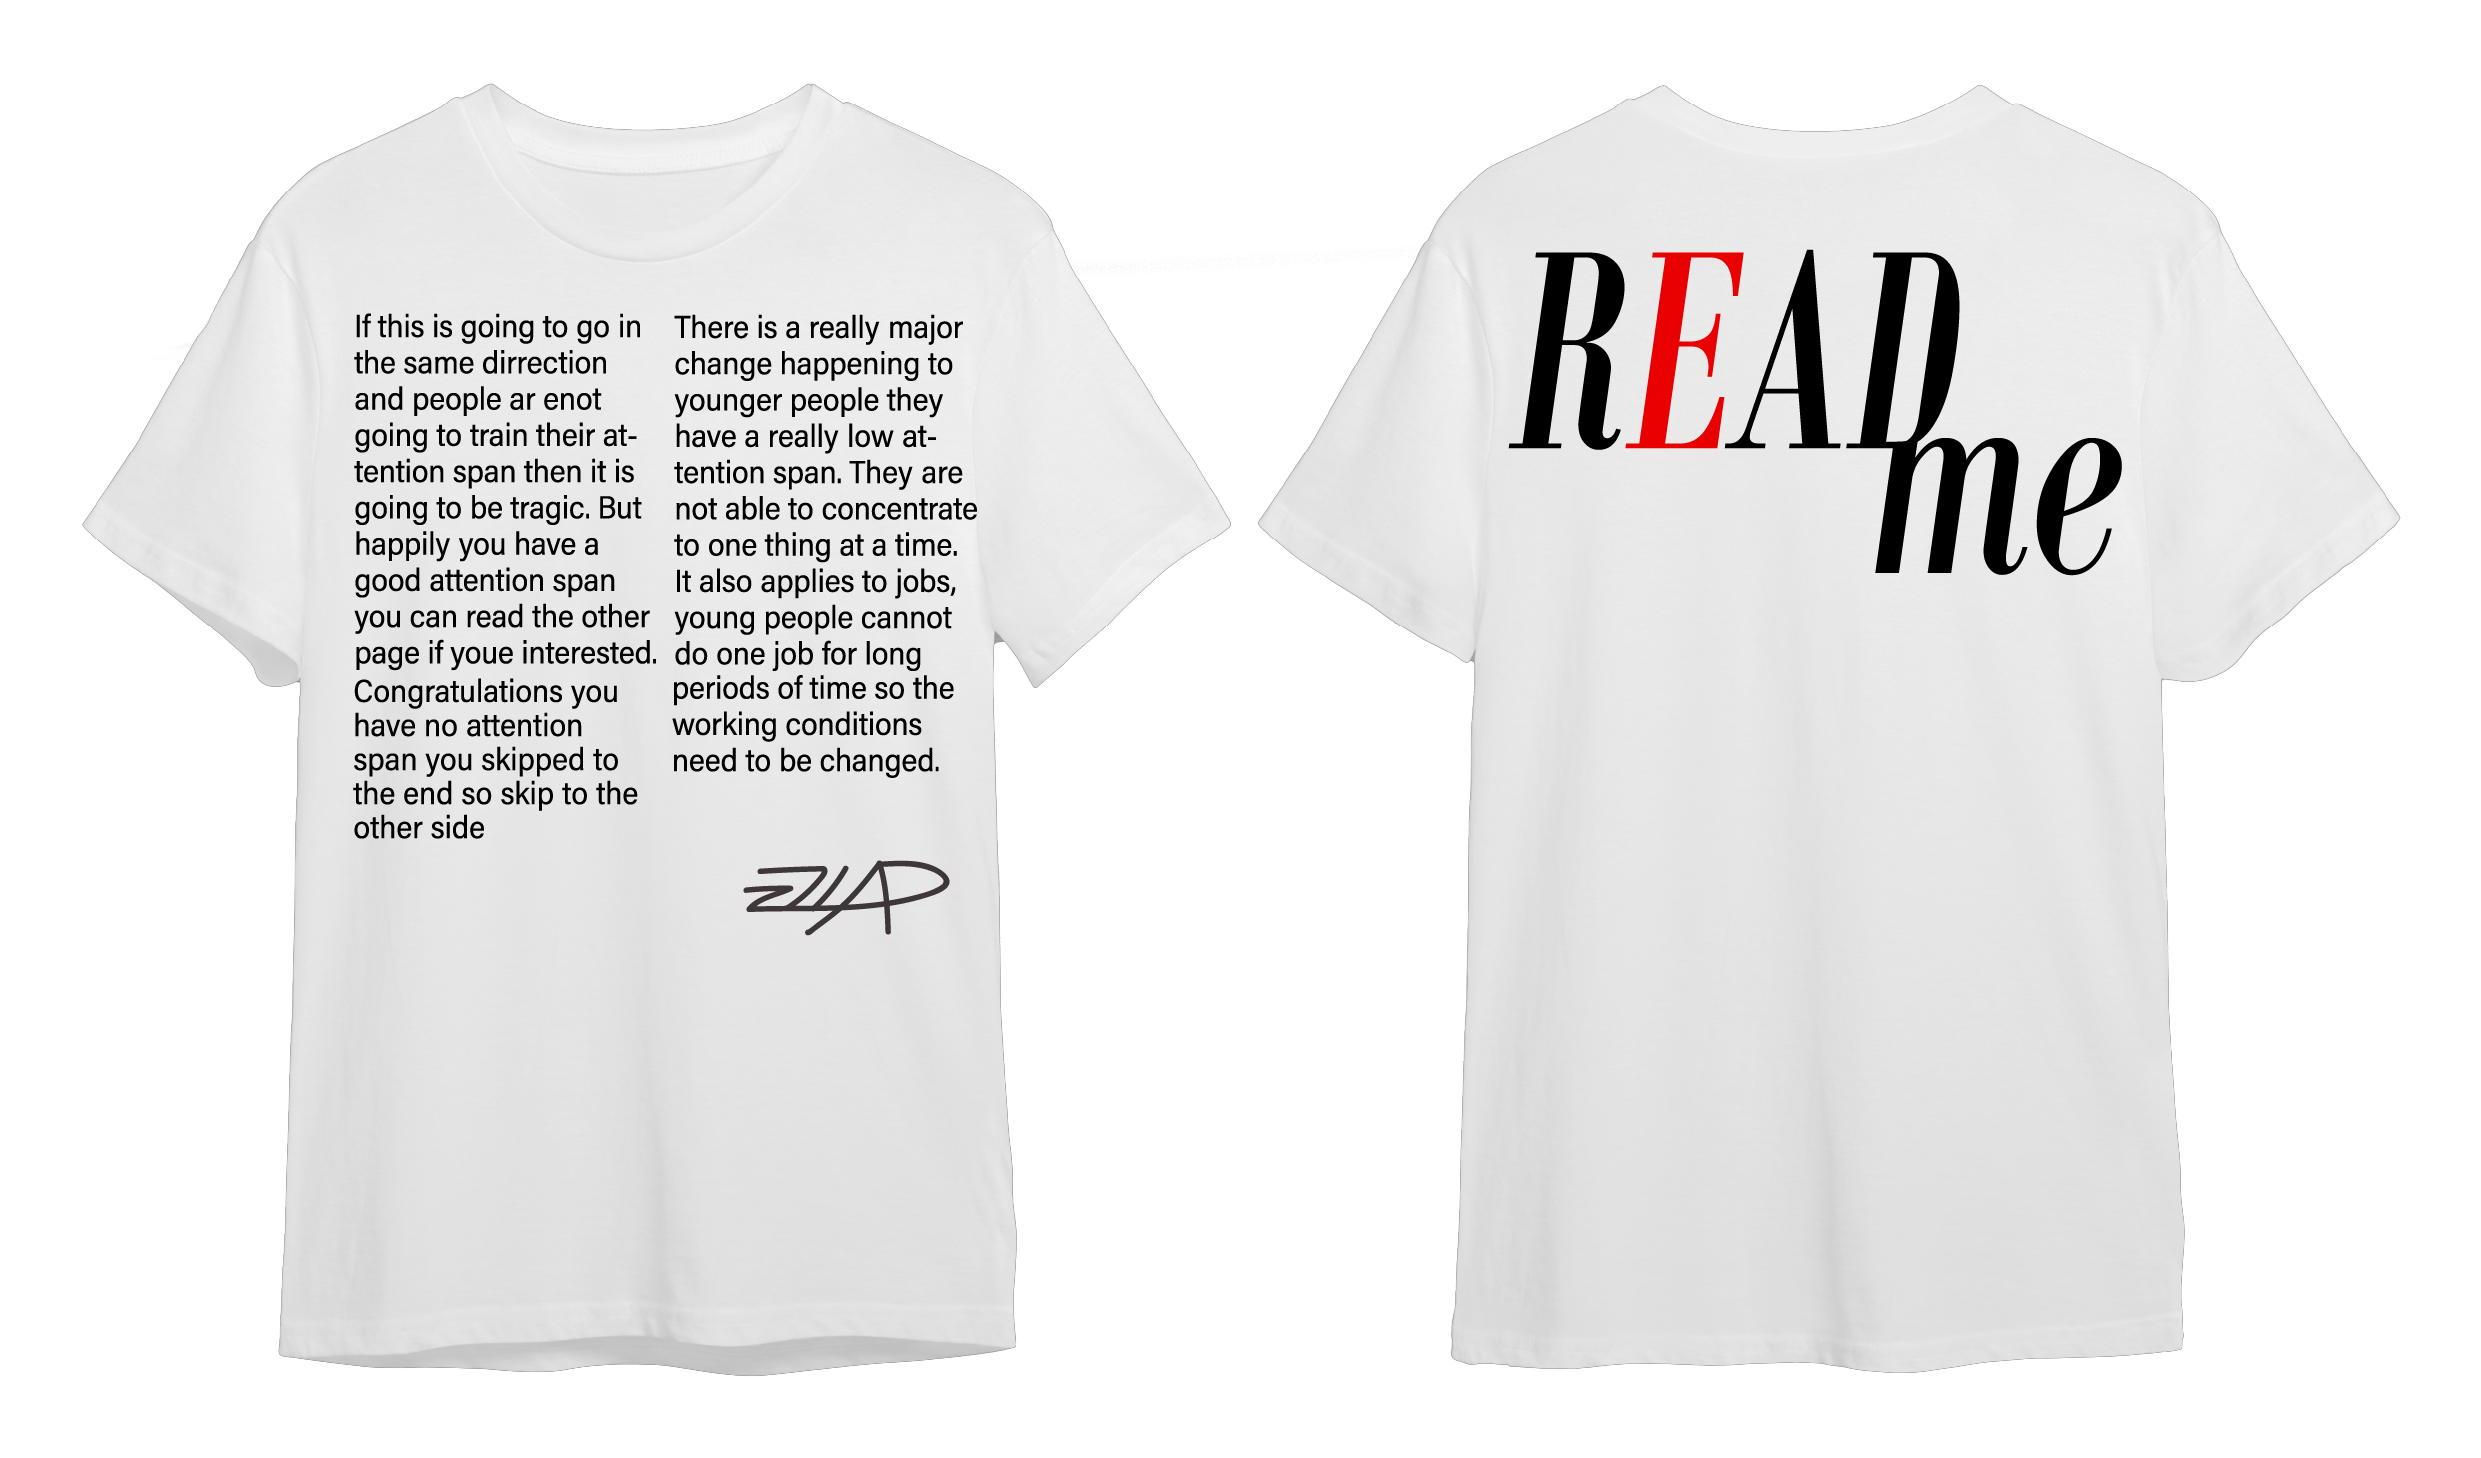 If this is going to go in
the same dirrection
and people ar enot
going to train their at-
tention span then it is
going to be tragic. But
happily you have a
good attention span
you can read the other
page if youe interested.
Congratulations you
have no attention
span you skipped to
the end so skip to the
other side
There is a really major
change happening to
younger people they
have a really low at-
tention span. They are
not able to concentrate
to one thing at a time.
It also applies to jobs,
young people cannot
do one job for long
periods of time so the
working conditions
need to be changed.
READ
me